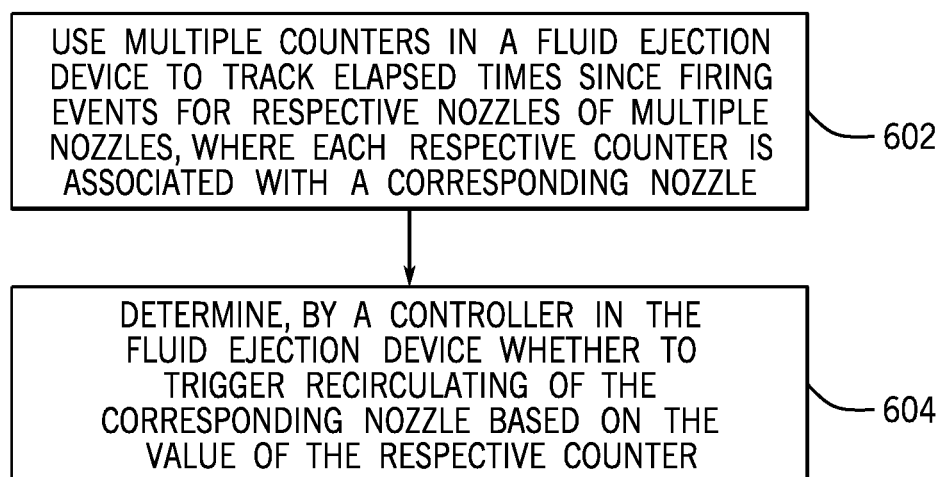 USE MULTIPLE COUNTERS IN A FLUID EJECTION
DEVICE TO TRACK ELAPSED TIMES SINCE FIRING
EVENTS FOR RESPECTIVE NOZZLES OF MULTIPLE
NOZZLES, WHERE EACH RESPECTIVE COUNTER IS
ASSOCIATED WITH A CORRESPONDING NOZZLE
602
DETERMINE, BY A CONTROLLER IN THE
FLUID EJECTION DEVICE WHETHER TO
TRIGGER RECIRCULATING OF THE
CORRESPONDING NOZZLE BASED ON THE
VALUE OF THE RESPECTIVE COUNTER
604